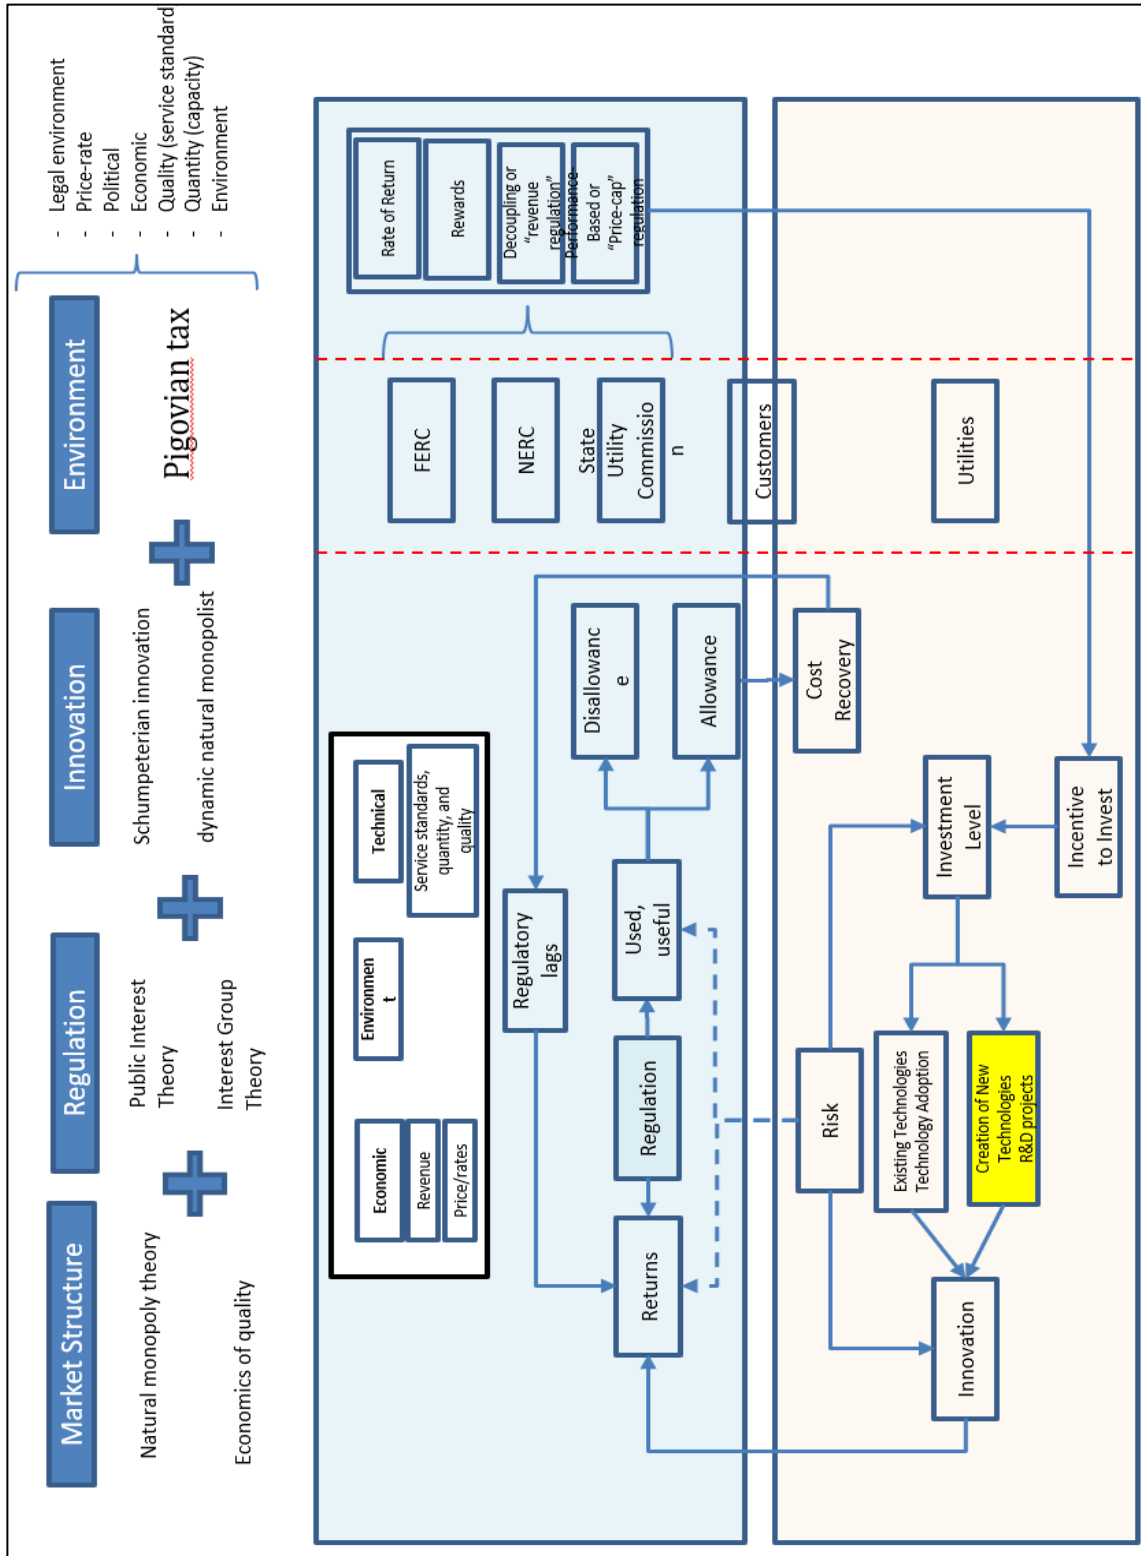 Market Structure
Regulation
Innovation
Environment
Natural monopoly theory
Economics of quality
Public Interest
Theory
Interest Group
Theory
Schumpeterian innovation
dynamic natural monopolist
Pigovian tax
- Legal environment
- Price-rate
- Political
- Economic
- Quality (service standard
- Quantity (capacity)
- Environment
Economic
Revenue
Price/rates
Environmen
t
Technical
Service standards,
quantity, and
quality
Regulatory
lags
Returns
Regulation
Used,
useful
Disallowanc
e
Allowance
FERC
NERC
State
Utility
Commissio
n
Customers
Utilities
Rate of Return
Rewards
Decoupling or
“revenue
regulation”
Performance-
Based or
“Price-cap”
regulation
Cost
Recovery
Risk
Existing Technologies
Technology Adoption
Creation of New
Technologies
R&D projects
Innovation
Investment
Level
Incentive
to Invest